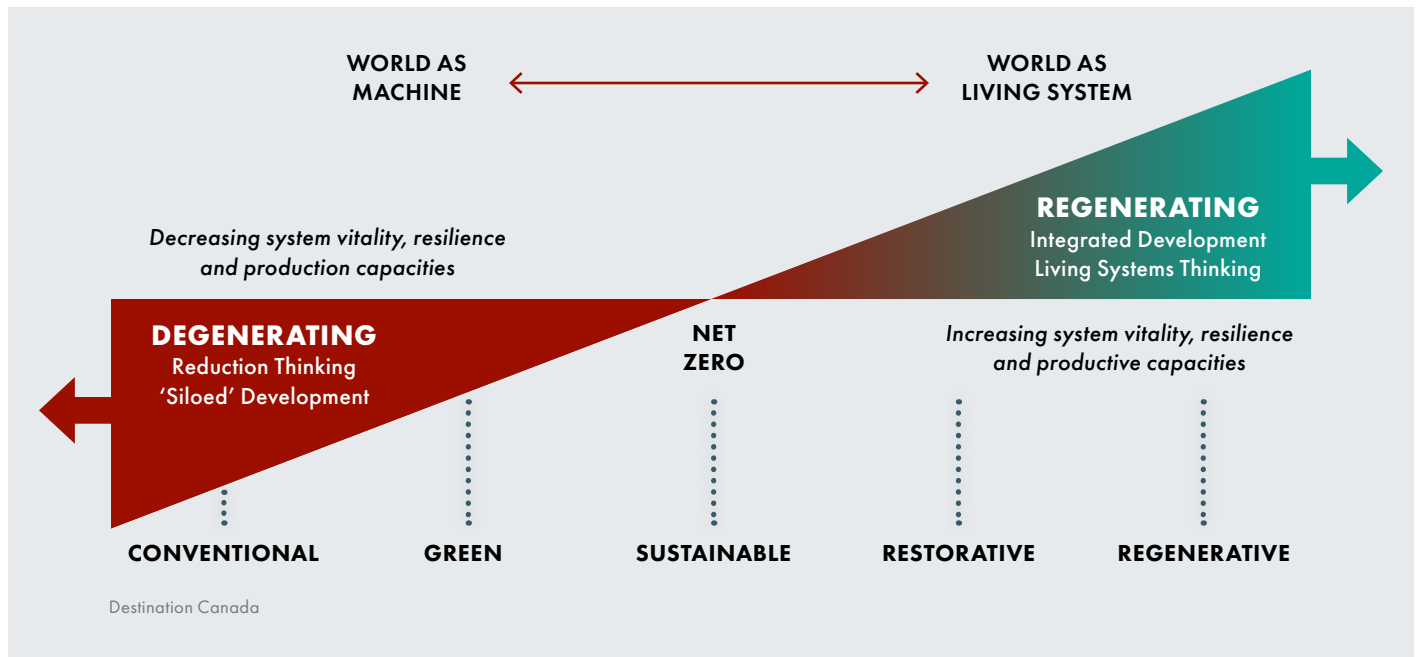 WORLD AS
MACHINE
WORLD AS
LIVING SYSTEM
Decreasing system vitality, resilience
and production capacities
REGENERATING
Integrated Development
Living Systems Thinking
DEGENERATING
Reduction Thinking
‘Siloed’ Development
NET
ZERO
Increasing system vitality, resilience
and productive capacities
CONVENTIONAL
GREEN
SUSTAINABLE
RESTORATIVE
REGENERATIVE
Destination Canada